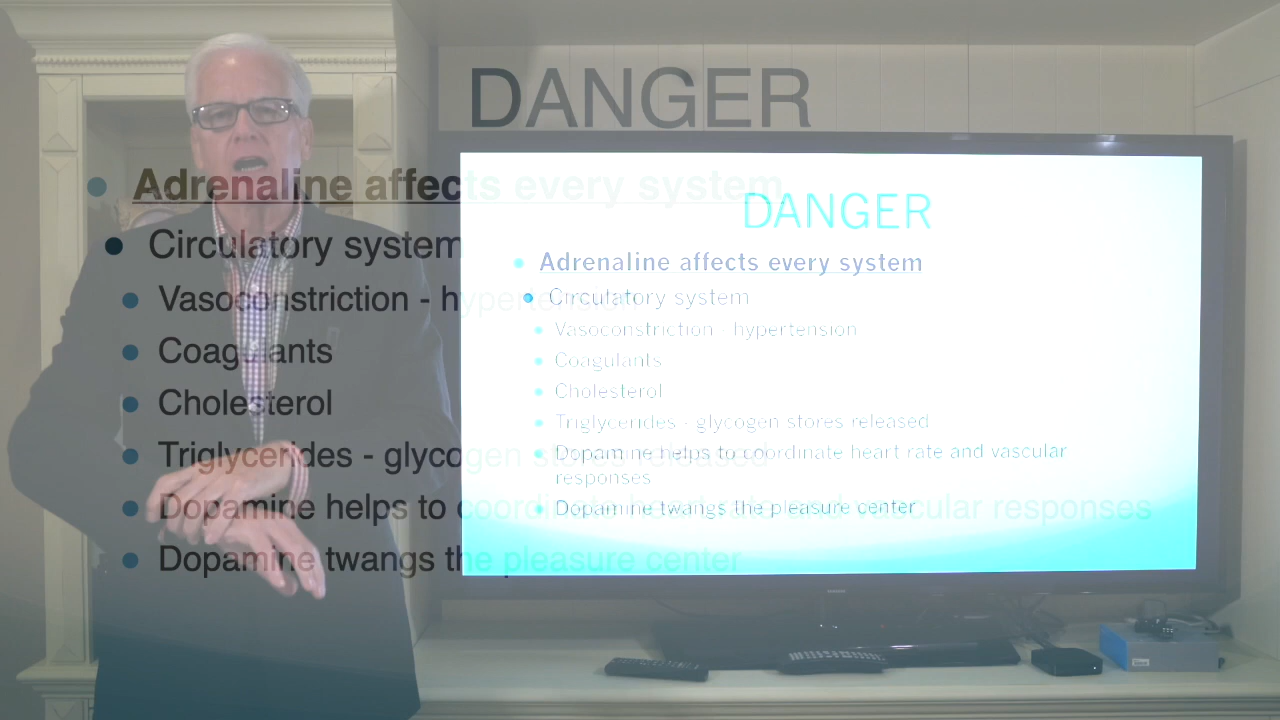 DANGER
Adrenaline affects every system
Circulatory system
Vasoconstriction - hypertension
Coagulants
Cholesterol
Triglycerides - glycogen stores released
Dopamine helps to coordinate heart rate and vascular responses
Dopamine twangs the pleasure center
DANGER
Adrenaline affects every system
Circulatory system
Vasoconstriction - hypertension
Coagulants
Cholesterol
Triglycerides - glycogen stores released
Dopamine helps to coordinate heart rate and vascular
responses
Dopamine twangs the pleasure center